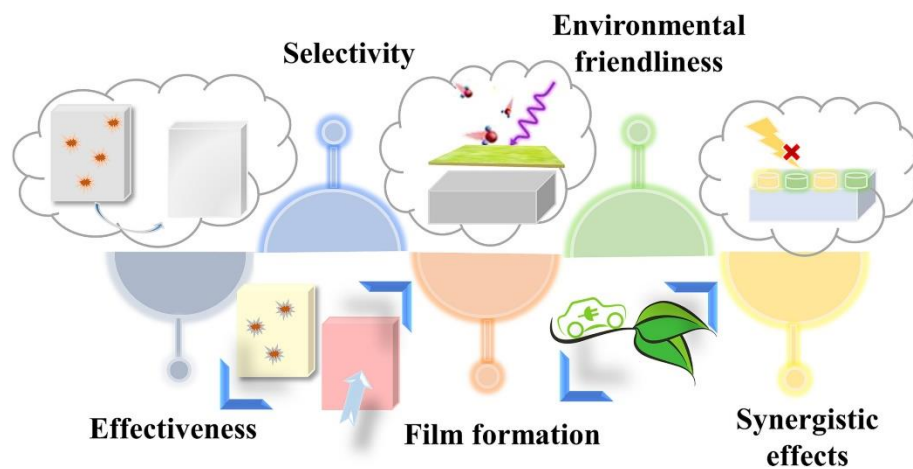 Selectivity
Environmental
friendliness
Effectiveness
Film formation
Synergistic
effects